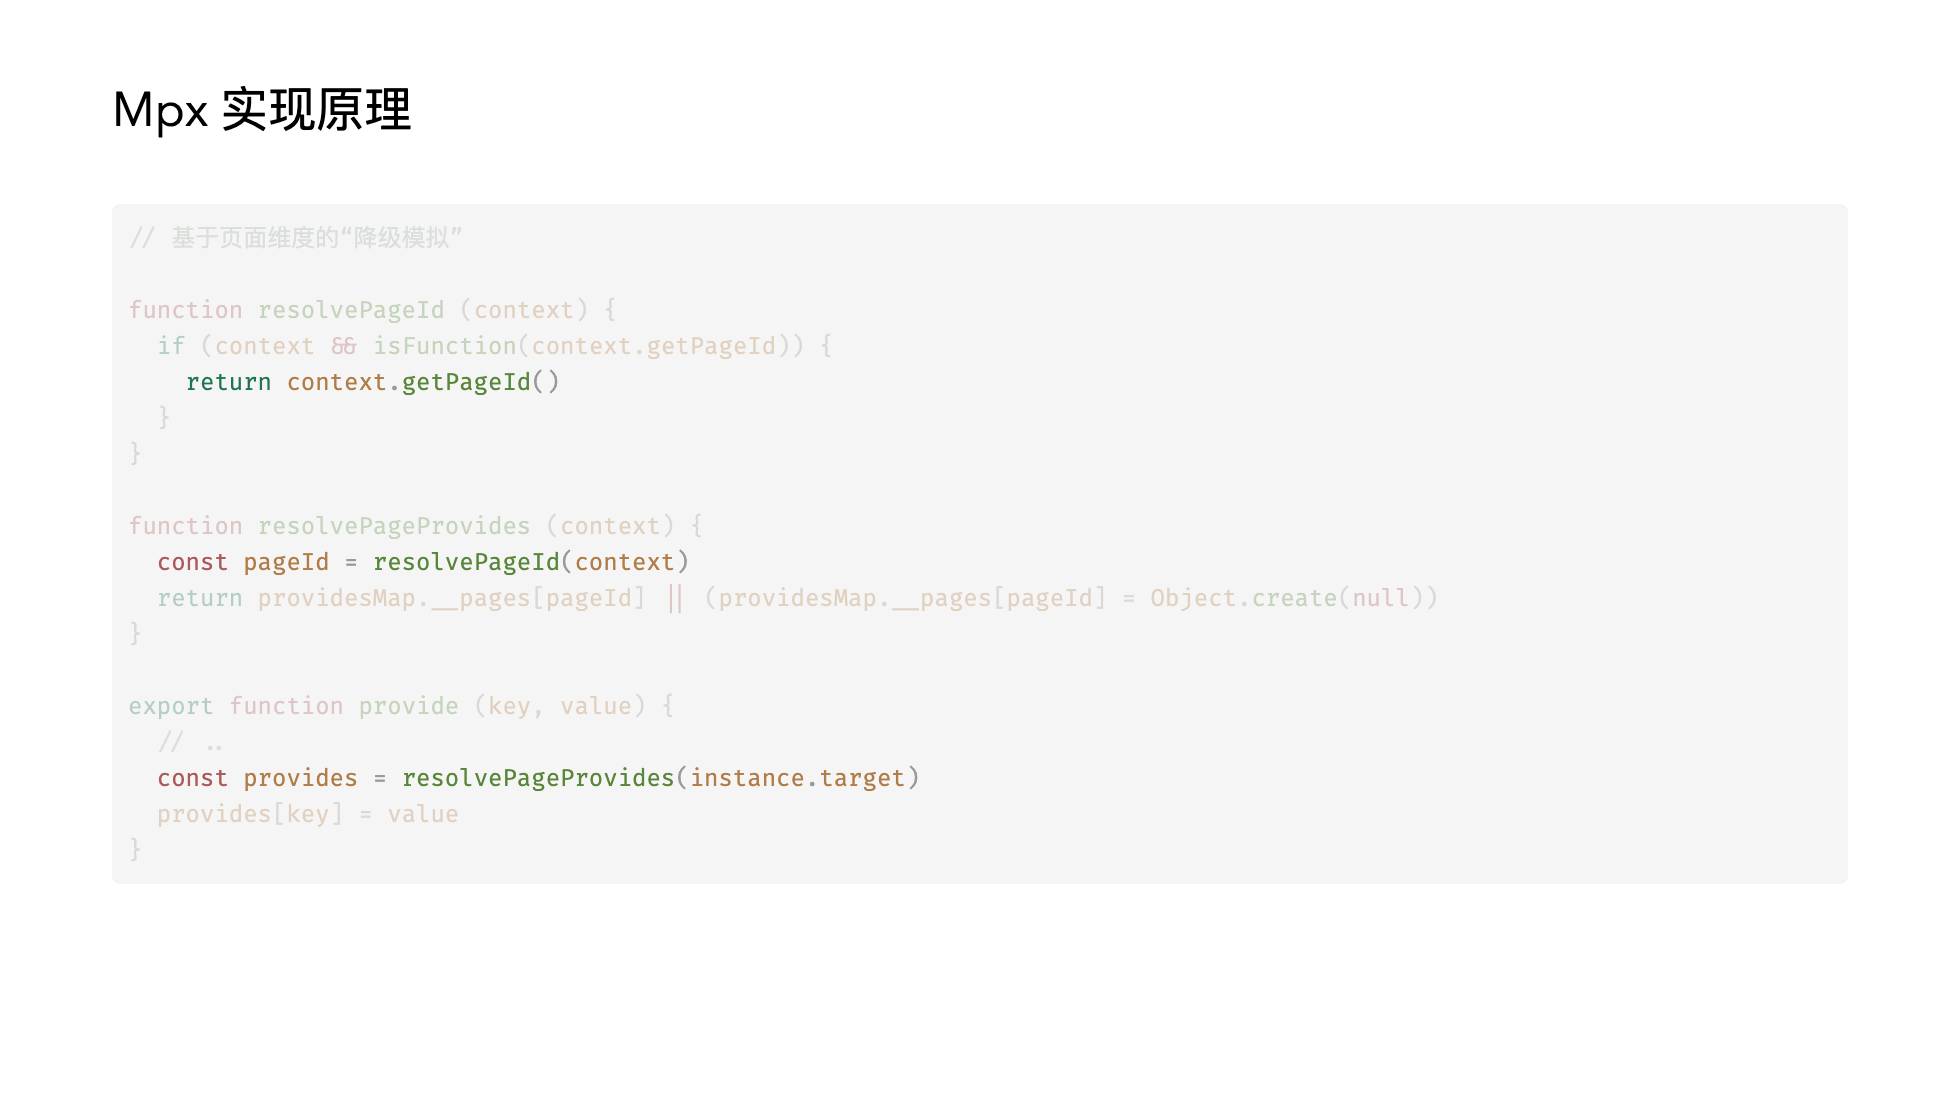 Mpx 实现原理
// 基于页面维度的“降级模拟”
function resolvePageId (context) {
  if (context && isFunction(context.getPageId)) {
    return context.getPageId()
  }
}
function resolvePageProvides (context) {
  const pageId = resolvePageId(context)
  return providesMap.__pages[pageId] || (providesMap.__pages[pageId] = Object.create(null))
}
export function provide (key, value) {
  // ..
  const provides = resolvePageProvides(instance.target)
  provides[key] = value
}